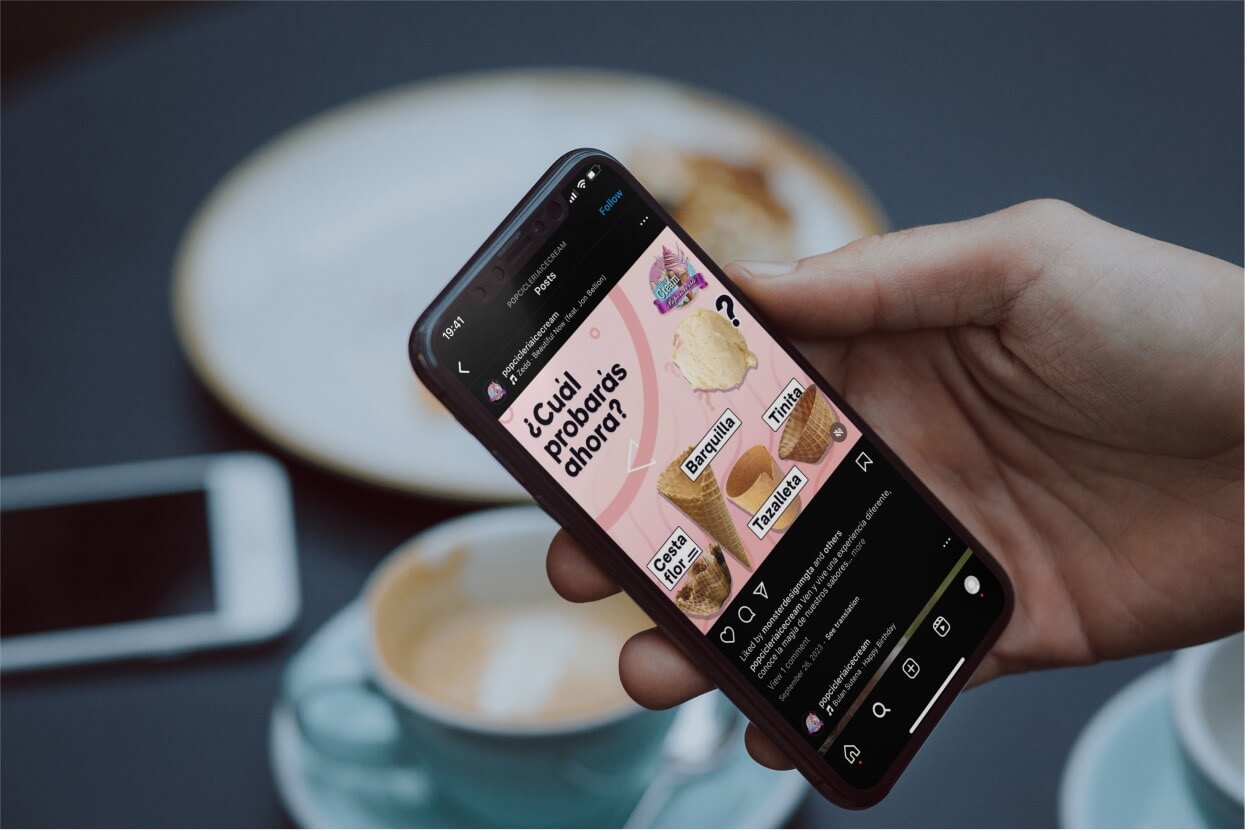 19:41
POPCICLERIAICECREAM
Posts
Follow
popcicleriaicecream
Zedd · Beautiful Now (feat. Jon Bellion)
Cream
¿Cuál
probarás
ahora?
?
Barquilla
Tinita
Tazalleta
Cesta
flor
Liked by monsterdesignmgta and others
popcicleriaicecream Ven y vive una experiencia diferente,
conoce la magia de nuestros sabores... more
View 1 comment
September 26, 2023 · See translation
popcicleriaicecream
Happy Birthday